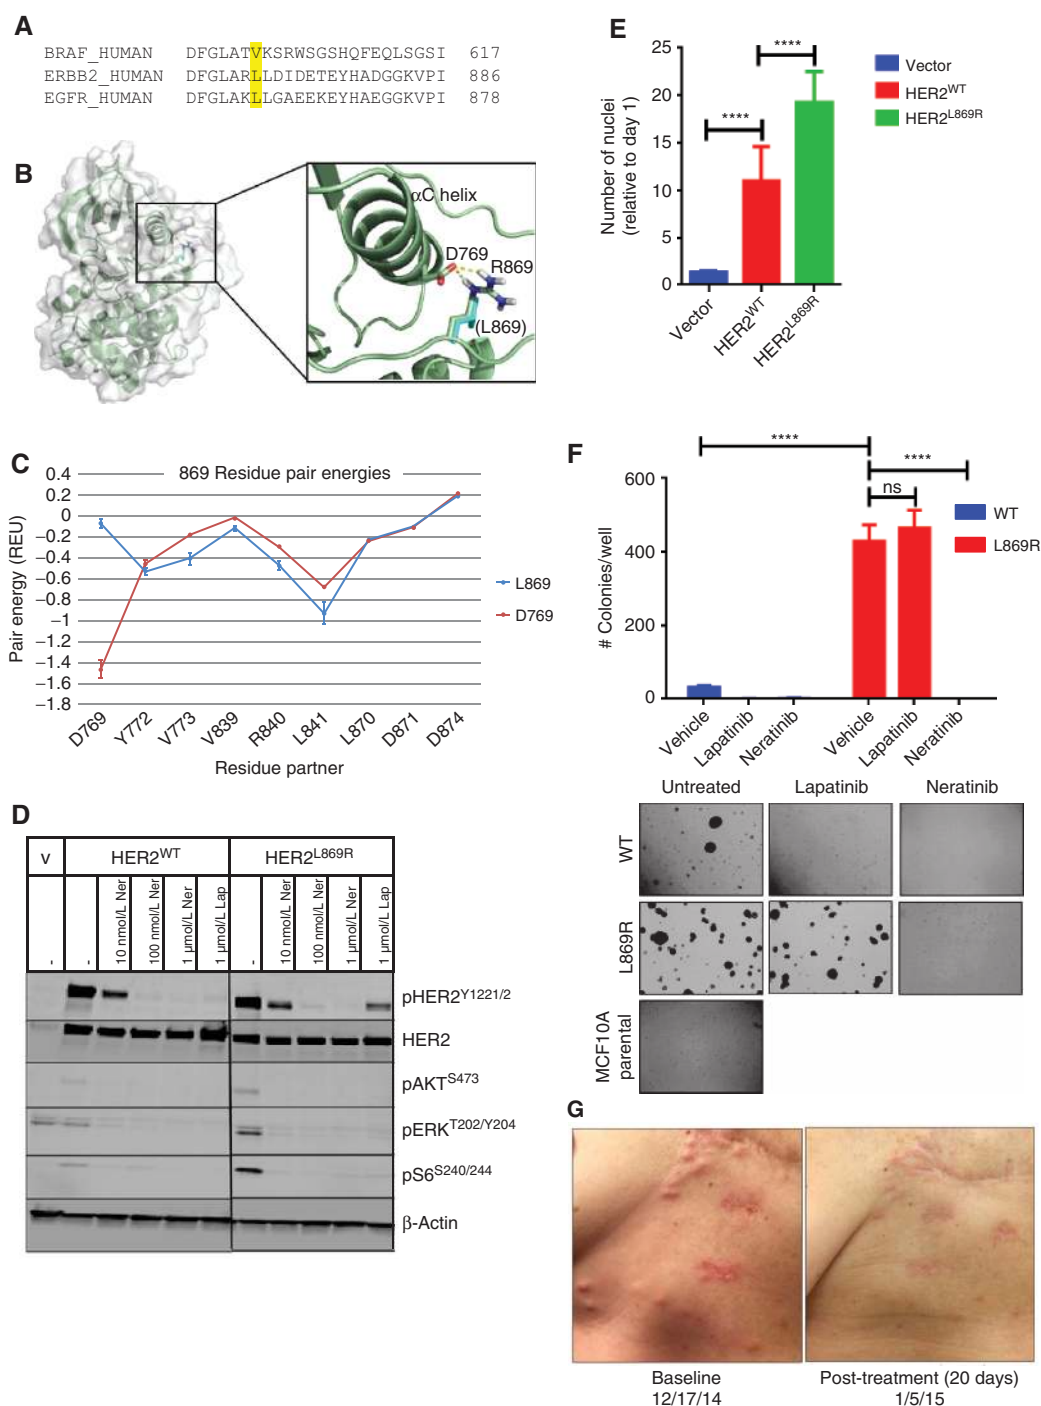 A
BRAF_HUMAN DFGLATVKSRWSGSHQFEQLSGSI 617
ERBB2_HUMAN DFGLARLLDIDETEYHADGGKVPI 886
EGFR_HUMAN DFGLAKLLGAEEKEYHAEGGKVPI 878
B
αC helix
D769
R869
(L869)
C
869 Residue pair energies
Pair energy (REU)
0.4
0.2
0
−0.2
−0.4
−0.6
−0.8
−1
−1.2
−1.4
−1.6
−1.8
L869
D769
D769 Y772 V773 V839 R840 L841 L870 D871 D874
Residue partner
D
V HER2WT HER2L869R
- - 10 nmol/L Ner 100 nmol/L Ner 1 µmol/L Ner 1 µmol/L Lap - 10 nmol/L Ner 100 nmol/L Ner 1 µmol/L Ner 1 µmol/L Lap
pHER2Y1221/2
HER2
pAKTS473
pERKT202/Y204
pS6S240/244
β-Actin
E
Number of nuclei
(relative to day 1)
25
20
15
10
5
0
****
****
Vector
HER2WT
HER2L869R
Vector HER2WT HER2L869R
F
# Colonies/well
600
400
200
0
****
****
ns
WT
L869R
Vehicle Lapatinib Neratinib Vehicle Lapatinib Neratinib
Untreated Lapatinib Neratinib
WT
L869R
MCF10A
parental
G
Baseline
12/17/14
Post-treatment (20 days)
1/5/15